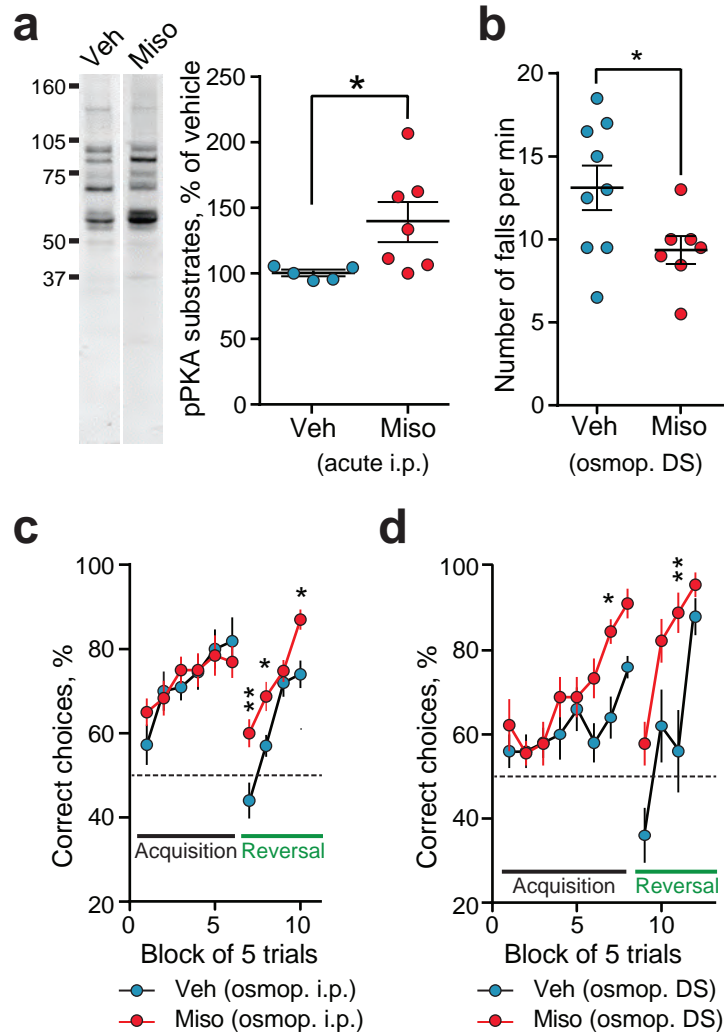 a
Veh
Miso
160
105
75
50
37
pPKA substrates, % of vehicle
250
200
150
100
50
0
*
Veh
Miso
(acute i.p.)
b
Number of falls per min
20
15
10
5
0
*
Veh
Miso
(osmop. DS)
c
Correct choices, %
100
80
60
40
20
**
*
*
Acquisition
Reversal
0
5
10
Block of 5 trials
Veh (osmop. i.p.)
Miso (osmop. i.p.)
d
Correct choices, %
100
80
60
40
20
*
**
Acquisition
Reversal
0
5
10
Block of 5 trials
Veh (osmop. DS)
Miso (osmop. DS)